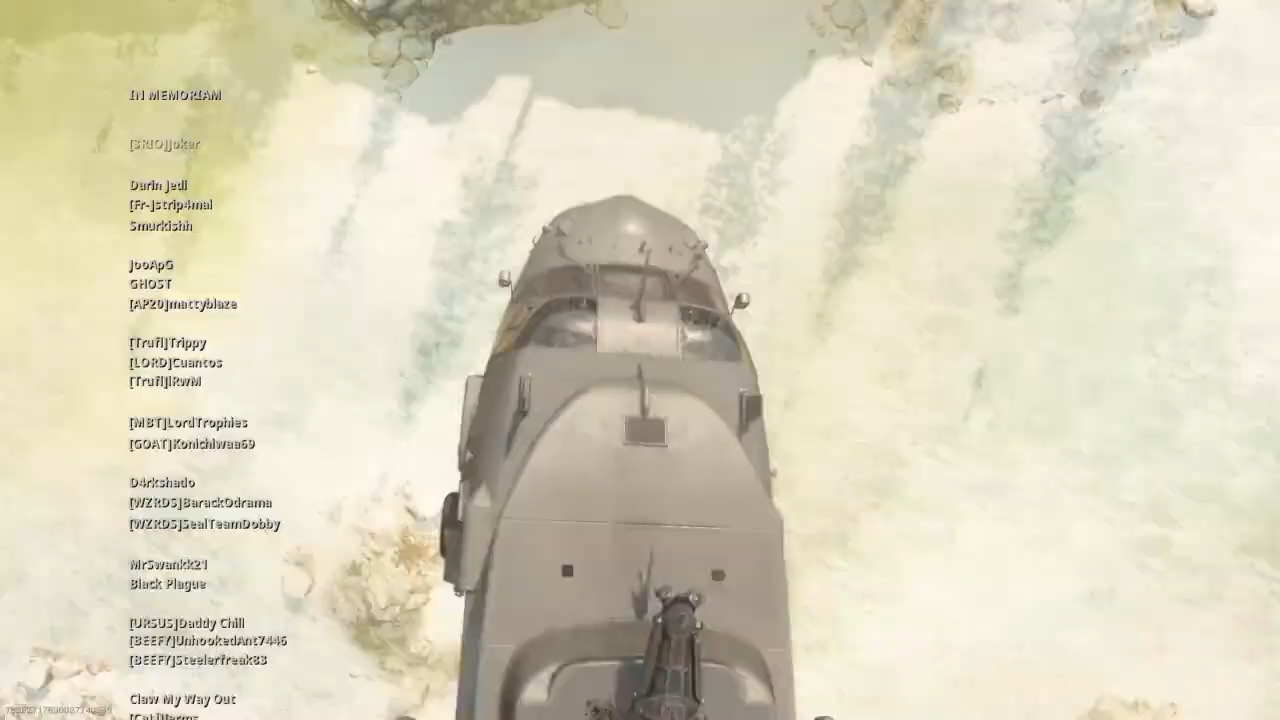 IN MEMORIAM
[SRIO]Joker
Darin Jedi
[Fr-]strip4mal
Smurkishh
JooApG
GHOST
[AP20]mattyblaze
[Trufl]Trippy
[LORD]Cuantos
[Trufl]lRwM
[MBT]LordTrophies
[GOAT]Konichiwaa69
D4rkshado
[WZRDS]BarackOdrama
[WZRDS]SealTeamDobby
MrSwankk21
Black Plague
[URSUS]Daddy Chill
[BEEFY]UnhookedAnt7446
[BEEFY]Steelerfreak83
Claw My Way Out